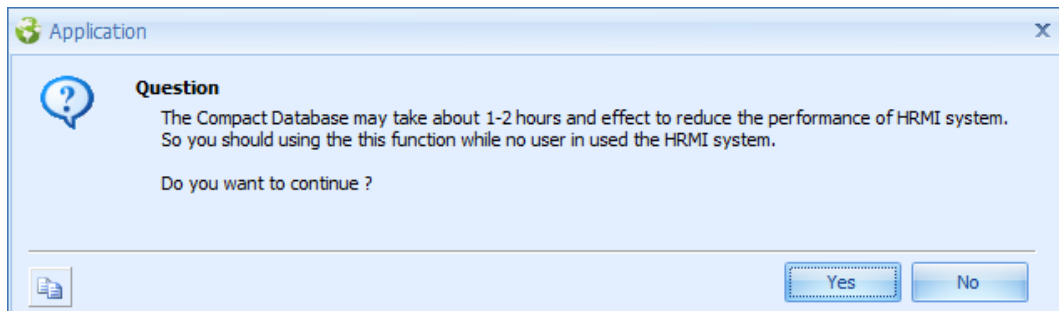 Application
Question
The Compact Database may take about 1-2 hours and effect to reduce the performance of HRMI system.
So you should using the this function while no user in used the HRMI system.
Do you want to continue ?
Yes
No